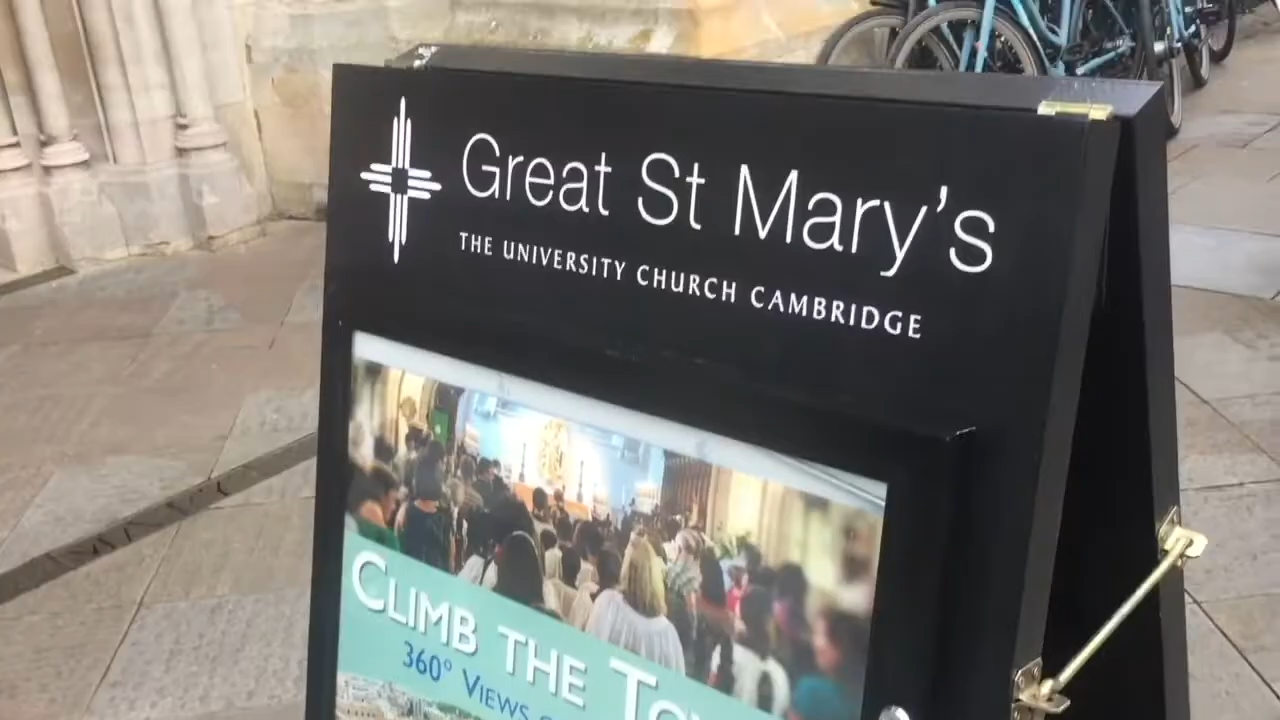 Great St Mary's
THE UNIVERSITY CHURCH CAMBRIDGE
CLIMB THE
360° VIEWS